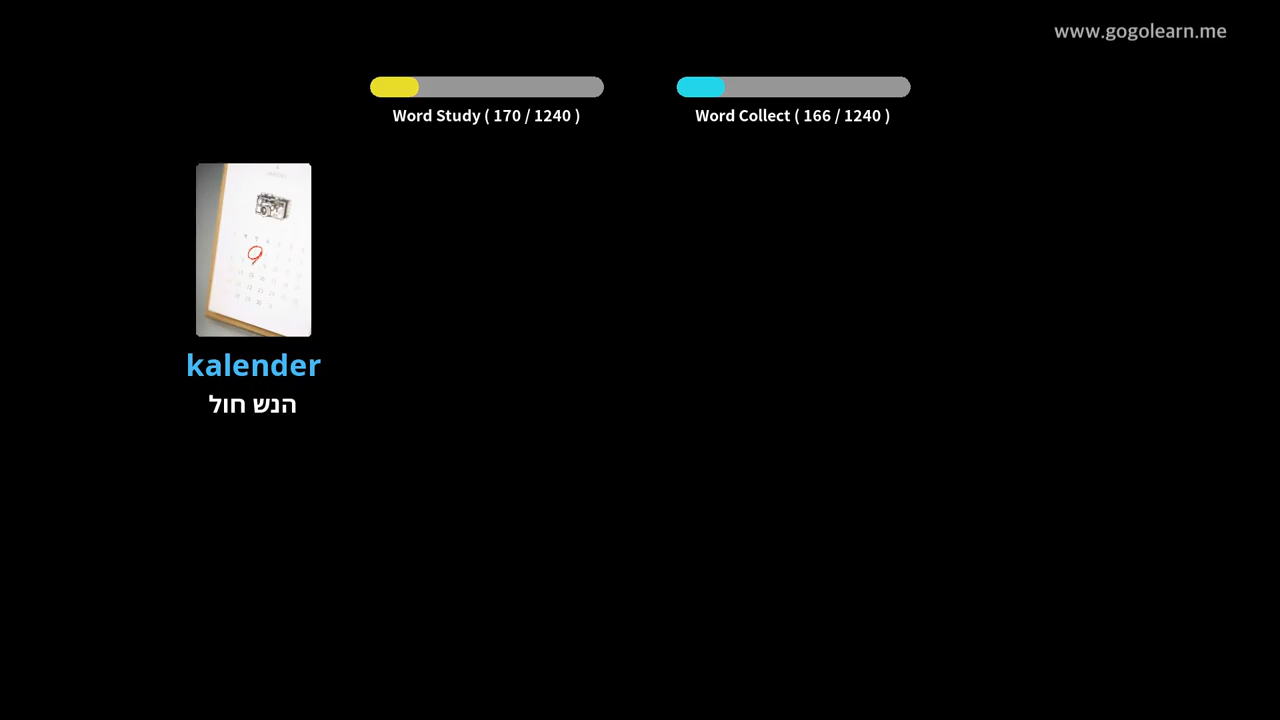 www.gogolearn.me
Word Study ( 170 / 1240 )
Word Collect ( 166 / 1240 )
kalender
הנש חול